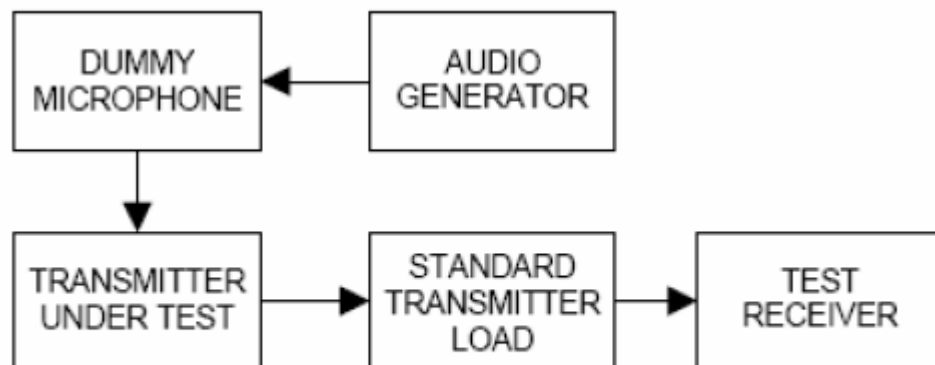 DUMMY
MICROPHONE
AUDIO
GENERATOR
TRANSMITTER
UNDER TEST
STANDARD
TRANSMITTER
LOAD
TEST
RECEIVER